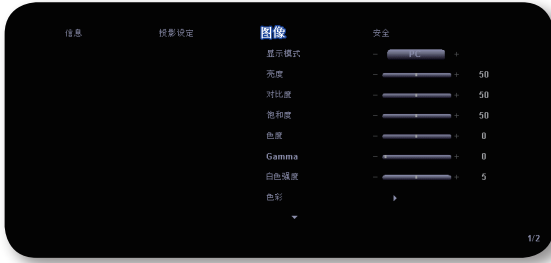 信息 投影设定 图像 安全
显示模式 - PC +
亮度 - + 50
对比度 - + 50
饱和度 - + 50
色度 - + 0
Gamma - + 0
白色强度 - + 5
色彩
1/2